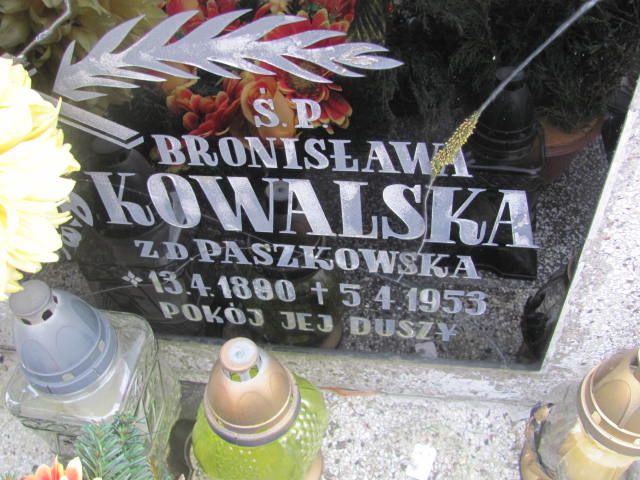 Ś.P
BRONISŁAWA
KOWALSKA
Z D PASZKOWSKA
* 13.4.1890 † 5.4.1953
POKÓJ JEJ DUSZY